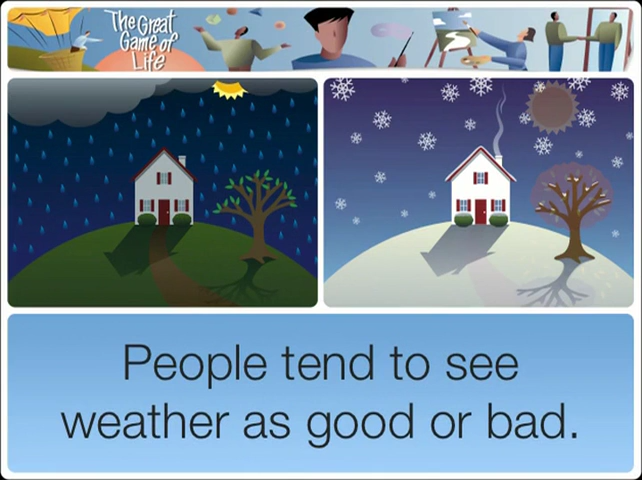 The Great
Game of
Life
People tend to see
weather as good or bad.